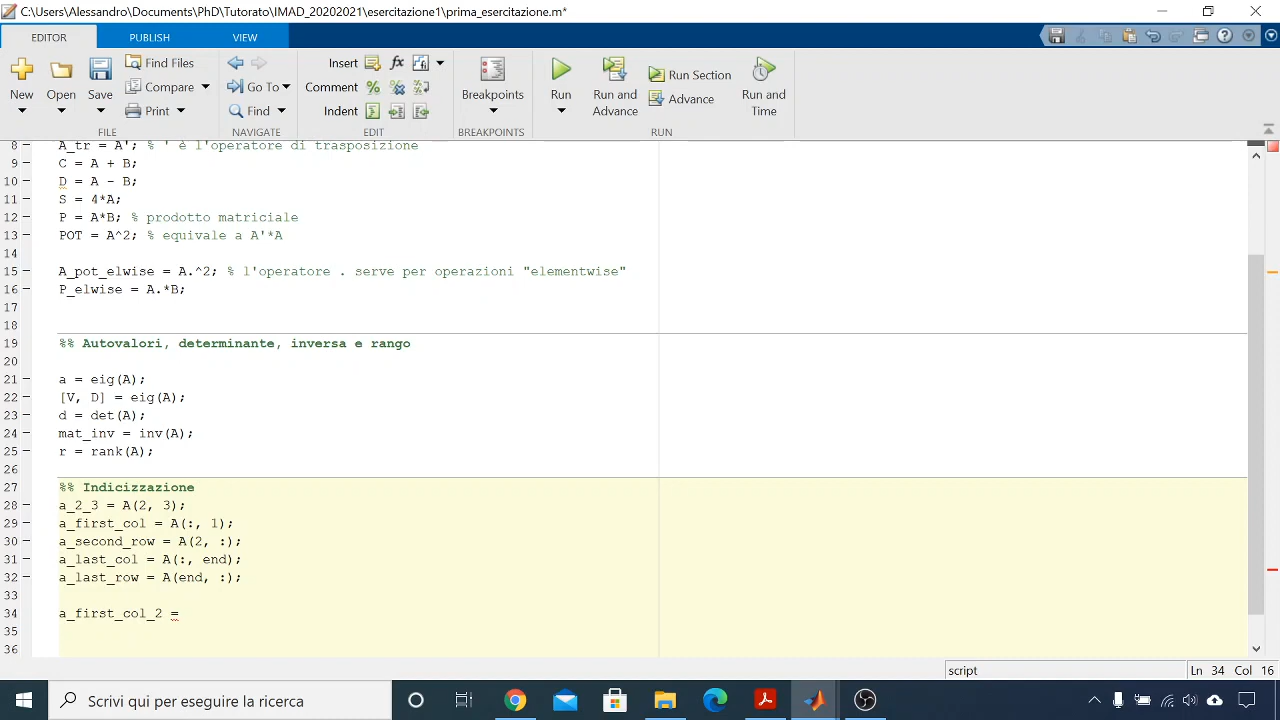 C:\Users\Alessandro\Documents\PhD\Tutorato\IMAD_20202021\esercitazione1\prima_esercitazione.m*
EDITOR PUBLISH VIEW
New Open Save Find Files Compare Print
Go To Find
Insert fx Comment Indent
Breakpoints
Run Run and Advance Run Section Advance Run and Time
FILE NAVIGATE EDIT BREAKPOINTS RUN
8 A_tr = A'; % ' è l'operatore di trasposizione
9 C = A + B;
10 D = A - B;
11 S = 4*A;
12 P = A*B; % prodotto matriciale
13 POT = A^2; % equivale a A'*A
14
15 A_pot_elwise = A.^2; % l'operatore . serve per operazioni "elementwise"
16 P_elwise = A.*B;
17
18
19 %% Autovalori, determinante, inversa e rango
20
21 a = eig(A);
22 [V, D] = eig(A);
23 d = det(A);
24 mat_inv = inv(A);
25 r = rank(A);
26
27 %% Indicizzazione
28 a_2_3 = A(2, 3);
29 a_first_col = A(:, 1);
30 a_second_row = A(2, :);
31 a_last_col = A(:, end);
32 a_last_row = A(end, :);
33
34 a_first_col_2 =
35
36
script Ln 34 Col 16
Scrivi qui per eseguire la ricerca